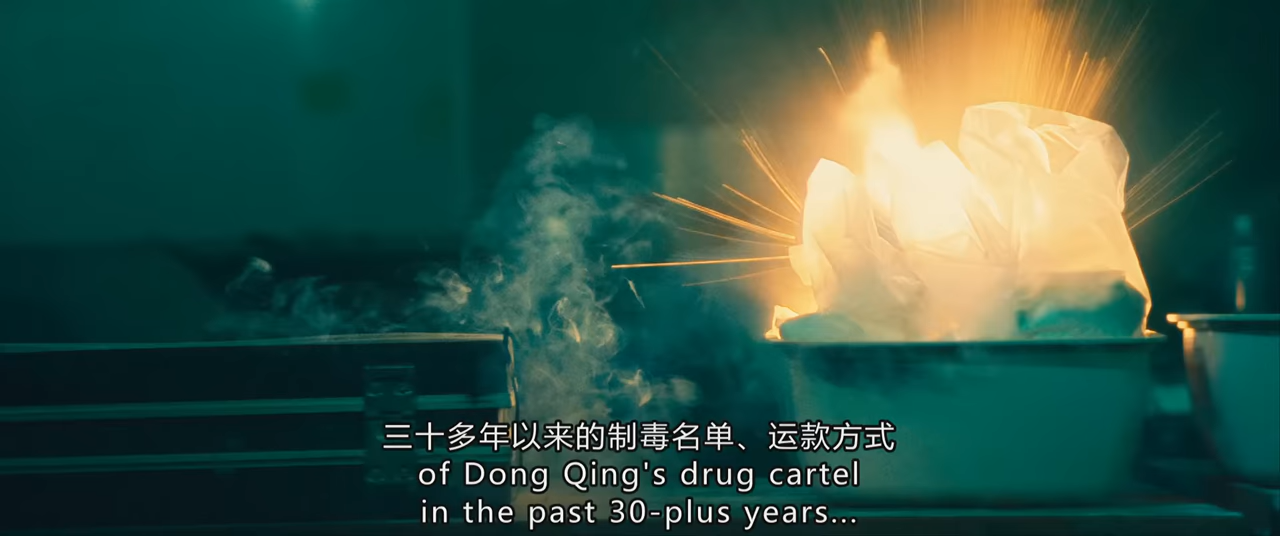 三十多年以来的制毒名单、运款方式
of Dong Qing's drug cartel
in the past 30-plus years...